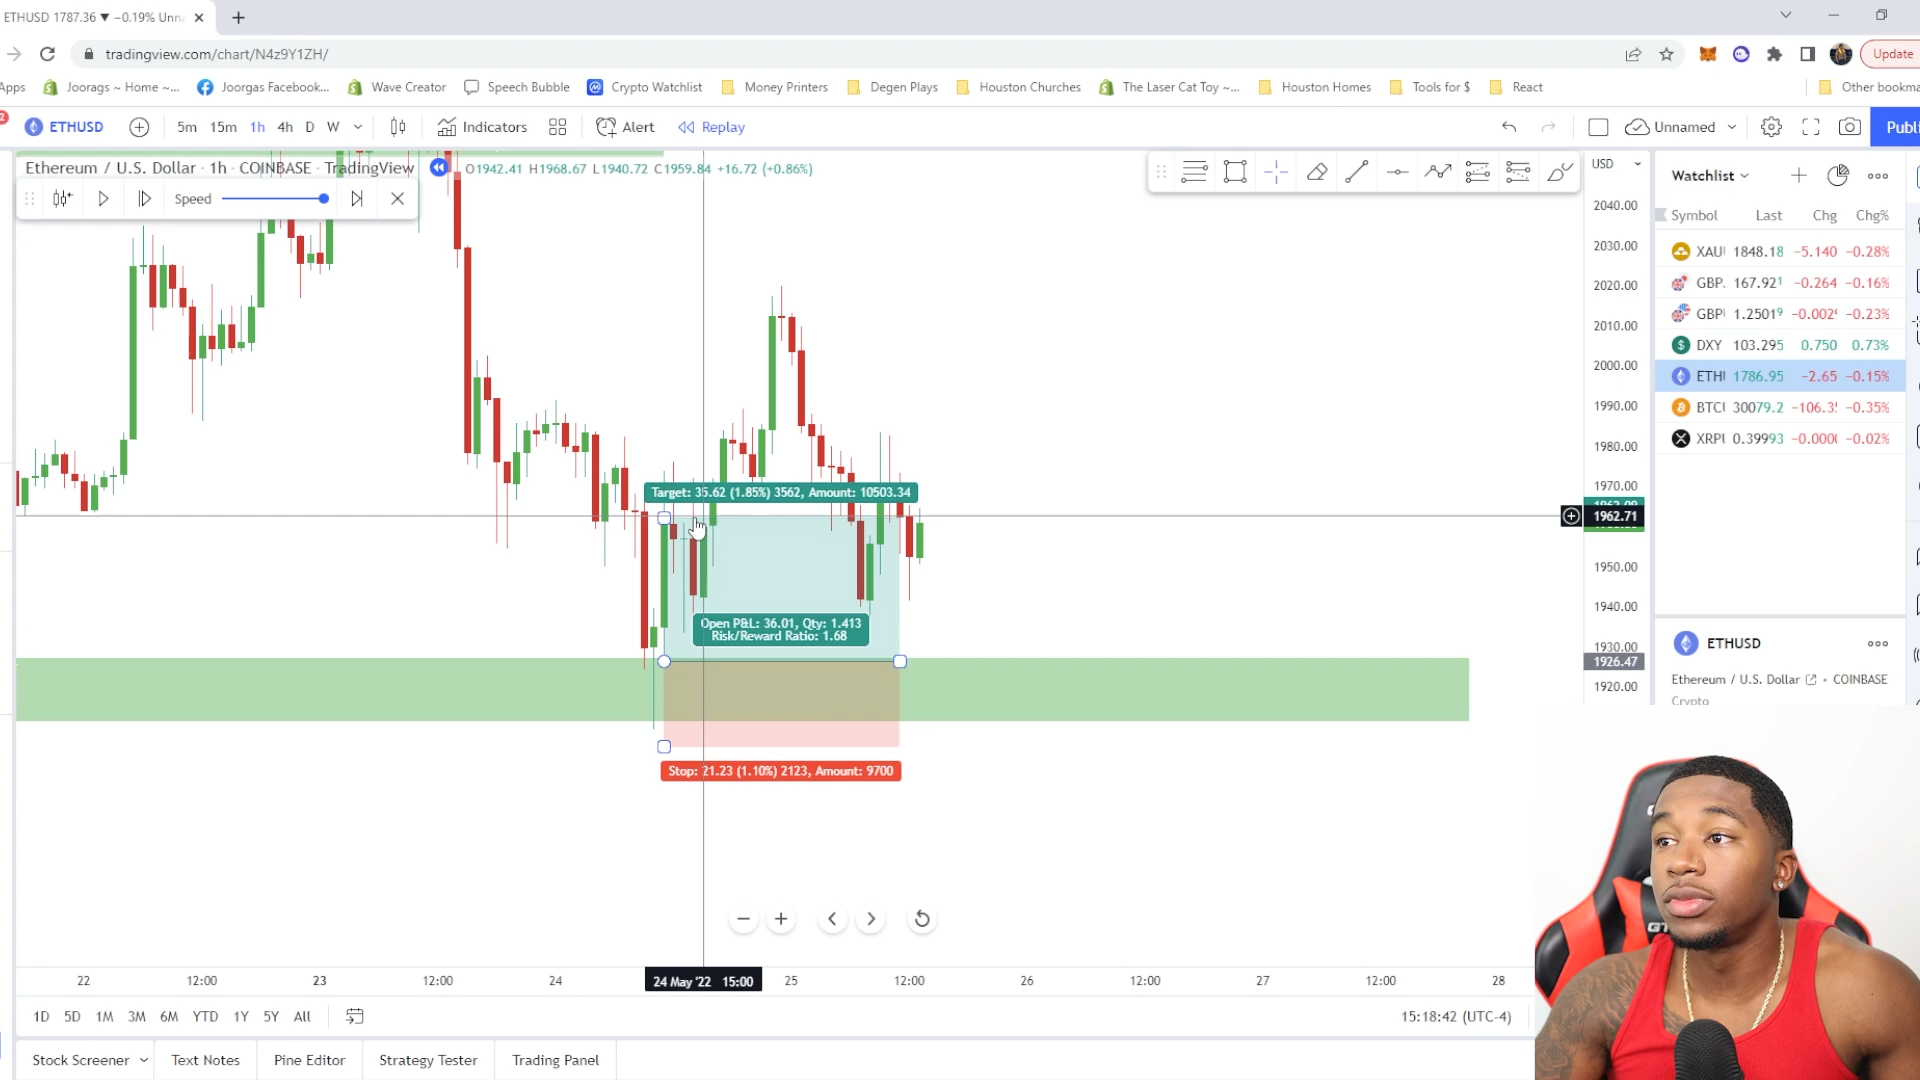 ETHUSD 1787.36 ▼ −0.19% Unn
tradingview.com/chart/N4z9Y1ZH/
Update
Apps
Joorags ~ Home ~...
Joorgas Facebook...
Wave Creator
Speech Bubble
Crypto Watchlist
Money Printers
Degen Plays
Houston Churches
The Laser Cat Toy ~...
Houston Homes
Tools for $
React
Other bookma
2
ETHUSD
5m 15m 1h 4h D W
Indicators
Alert
Replay
Unnamed
Publi
Ethereum / U.S. Dollar · 1h · COINBASE · TradingView
O1942.41 H1968.67 L1940.72 C1959.84 +16.72 (+0.86%)
Speed
USD
2040.00
2030.00
2020.00
2010.00
2000.00
1990.00
1980.00
1970.00
1962.71
1950.00
1940.00
1930.00
1926.47
1920.00
Target: 35.62 (1.85%) 3562, Amount: 10503.34
Open P&L: 36.01, Qty: 1.413
Risk/Reward Ratio: 1.68
Stop: 21.23 (1.10%) 2123, Amount: 9700
Watchlist
Symbol Last Chg Chg%
XAU 1848.18 −5.140 −0.28%
GBP. 167.921 −0.264 −0.16%
GBP 1.25019 −0.002 −0.23%
DXY 103.295 0.750 0.73%
ETH 1786.95 −2.65 −0.15%
BTC 30079.2 −106.3 −0.35%
XRP 0.39993 −0.000 −0.02%
ETHUSD
Ethereum / U.S. Dollar • COINBASE
Crypto
22 12:00 23 12:00 24 24 May '22 15:00 25 12:00 26 12:00 27 12:00 28
1D 5D 1M 3M 6M YTD 1Y 5Y All
15:18:42 (UTC-4)
Stock Screener
Text Notes
Pine Editor
Strategy Tester
Trading Panel
GT